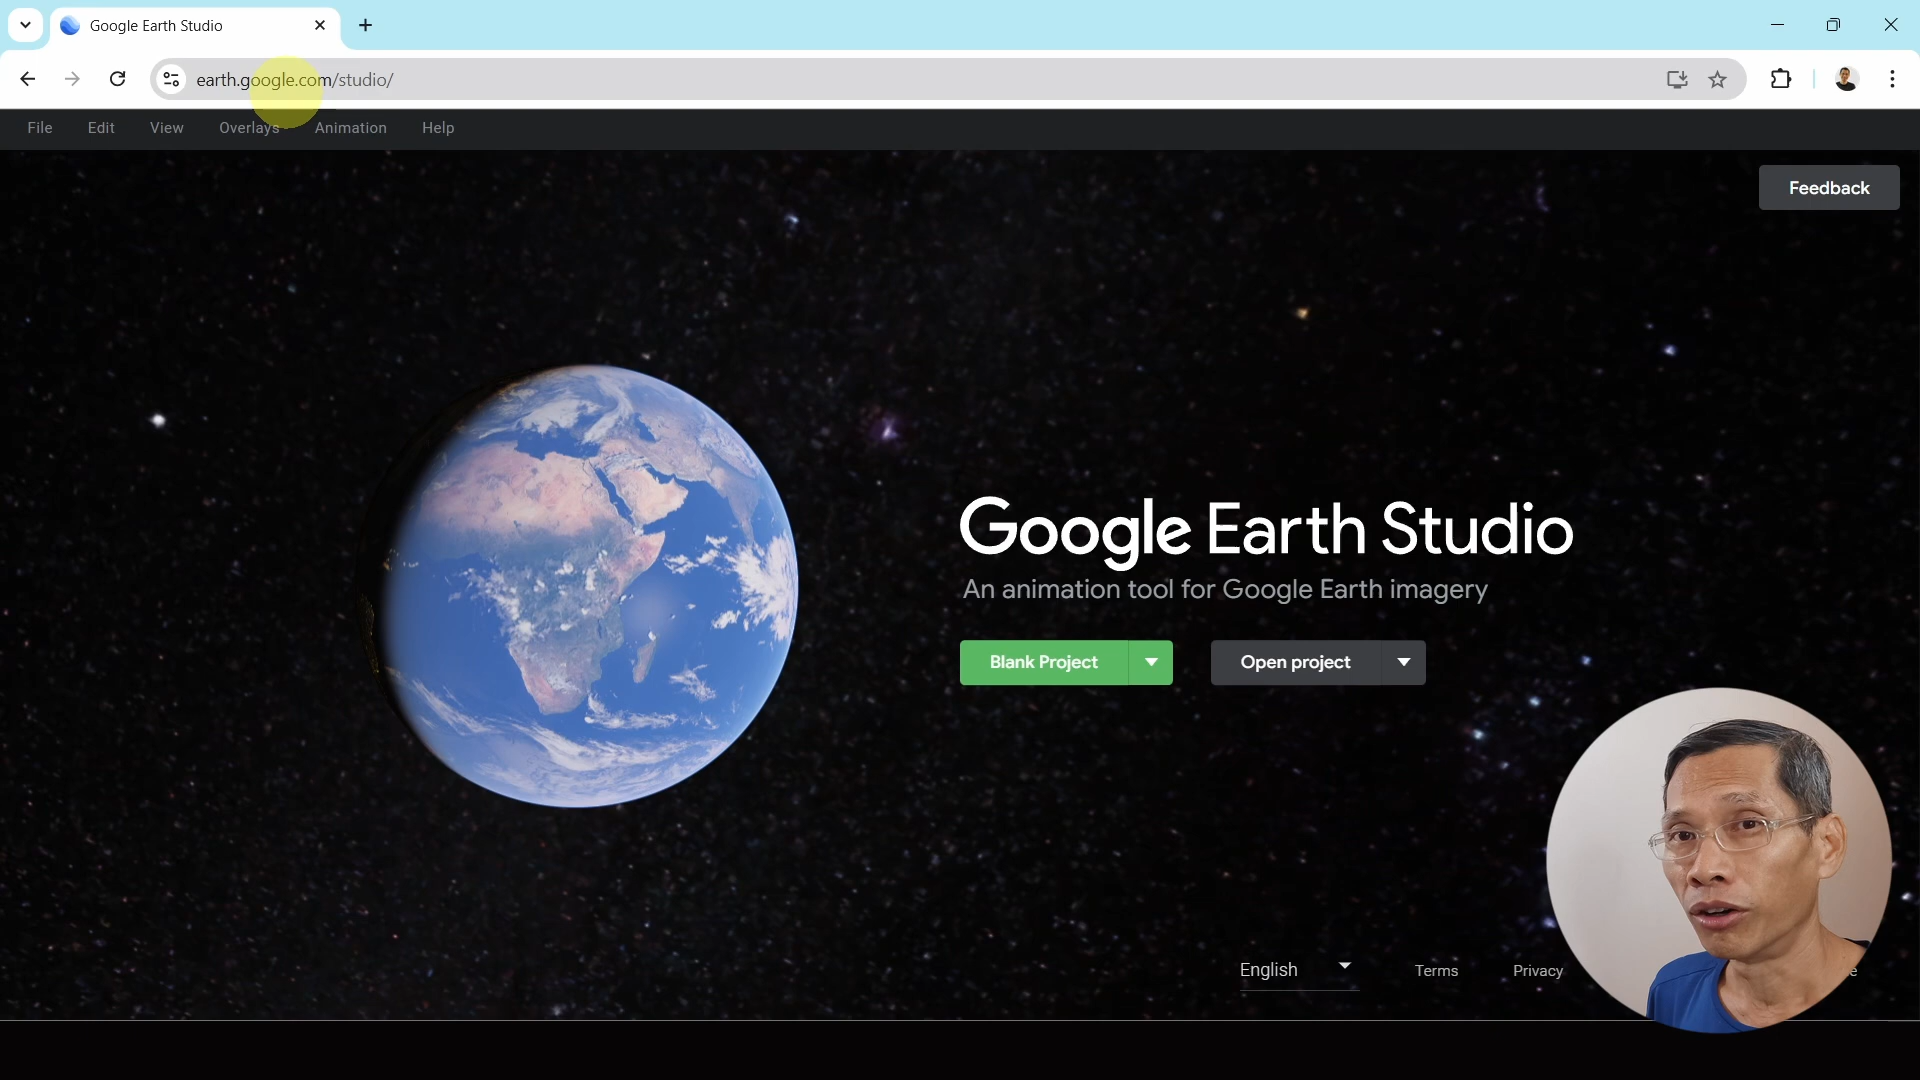 Google Earth Studio
earth.google.com/studio/
File Edit View Overlays Animation Help
Feedback
Google Earth Studio
An animation tool for Google Earth imagery
Blank Project Open project
English Terms Privacy